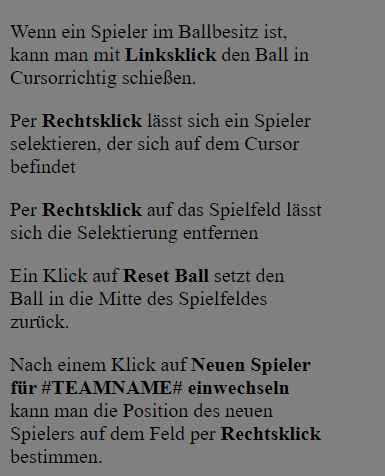 Wenn ein Spieler im Ballbesitz ist,
kann man mit Linksklick den Ball in
Cursorrichtig schießen.
Per Rechtsklick lässt sich ein Spieler
selektieren, der sich auf dem Cursor
befindet
Per Rechtsklick auf das Spielfeld lässt
sich die Selektierung entfernen
Ein Klick auf Reset Ball setzt den
Ball in die Mitte des Spielfeldes
zurück.
Nach einem Klick auf Neuen Spieler
für #TEAMNAME# einwechseln
kann man die Position des neuen
Spielers auf dem Feld per Rechtsklick
bestimmen.